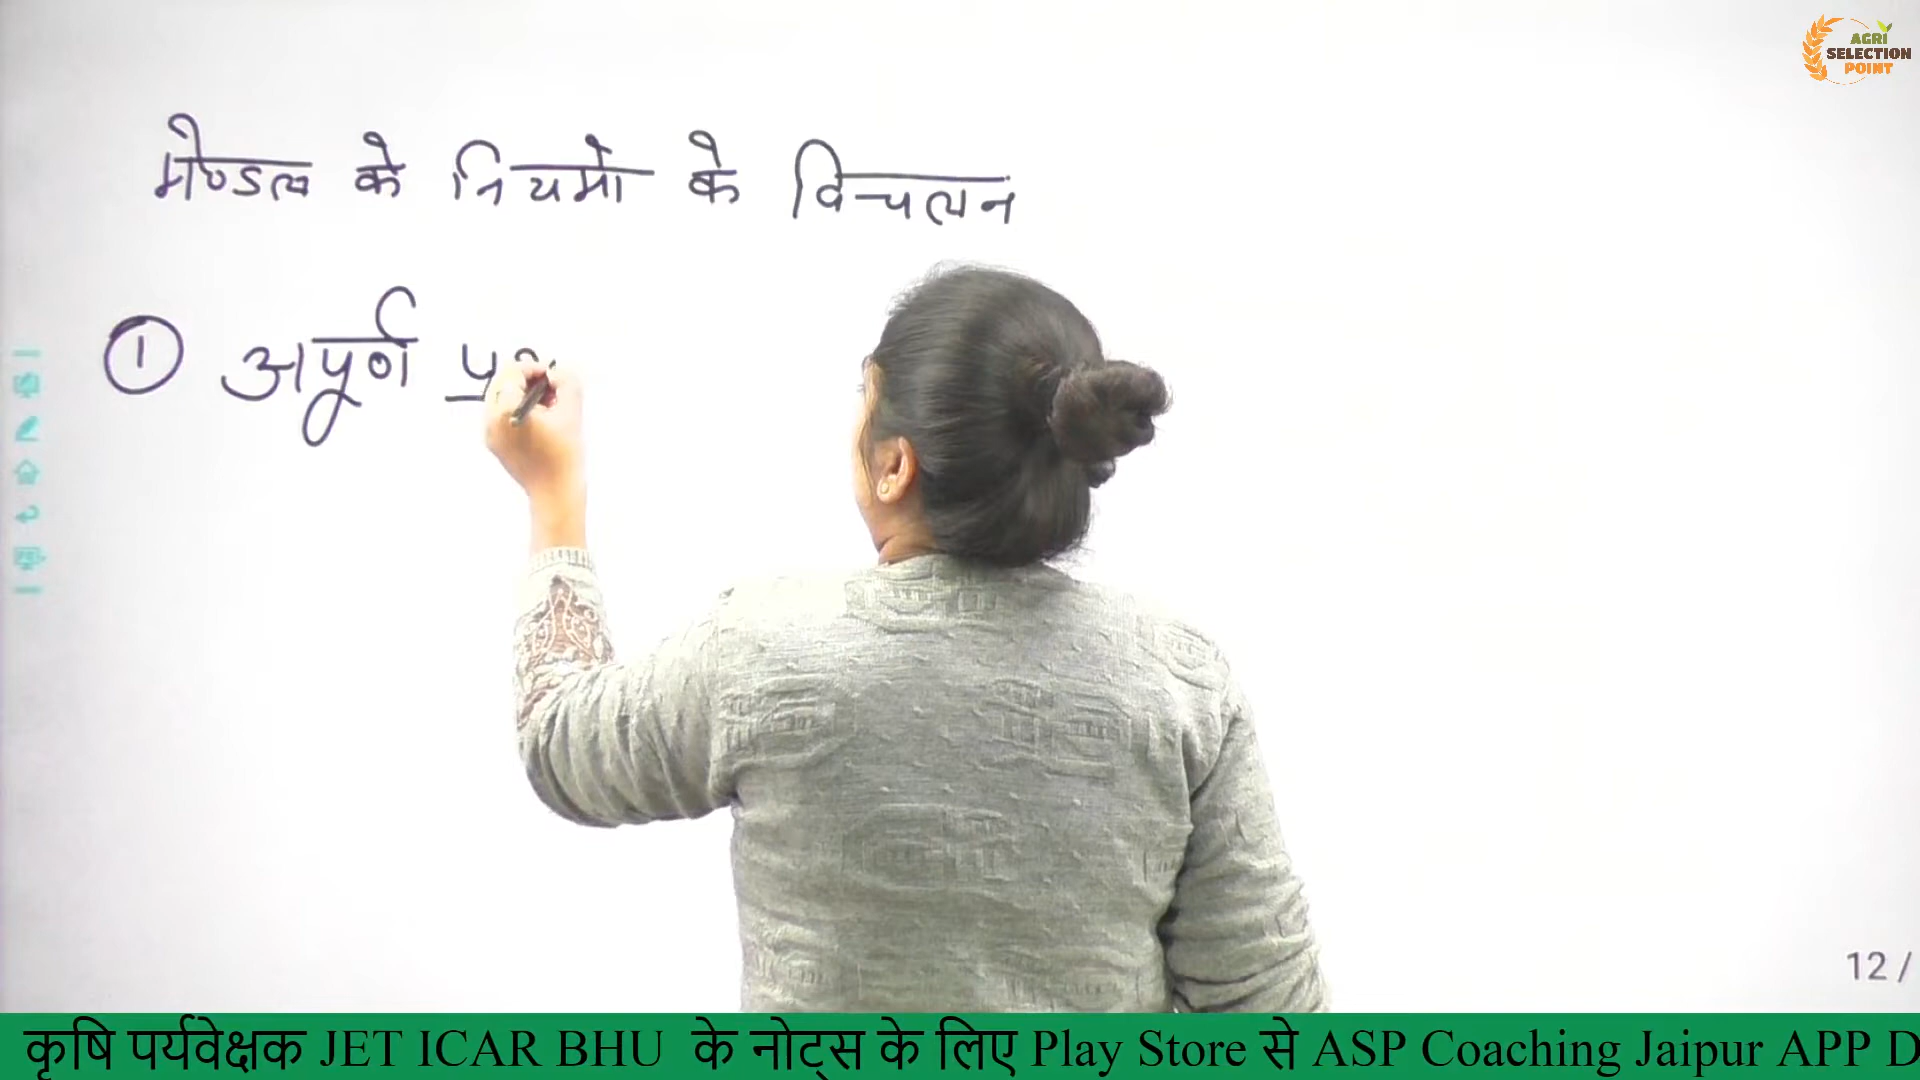 AGRI
SELECTION
POINT
मेण्डल के नियमो के विचलन
① अपूर्ण
12 /
कृषि पर्यवेक्षक JET ICAR BHU के नोट्स के लिए Play Store से ASP Coaching Jaipur APP D